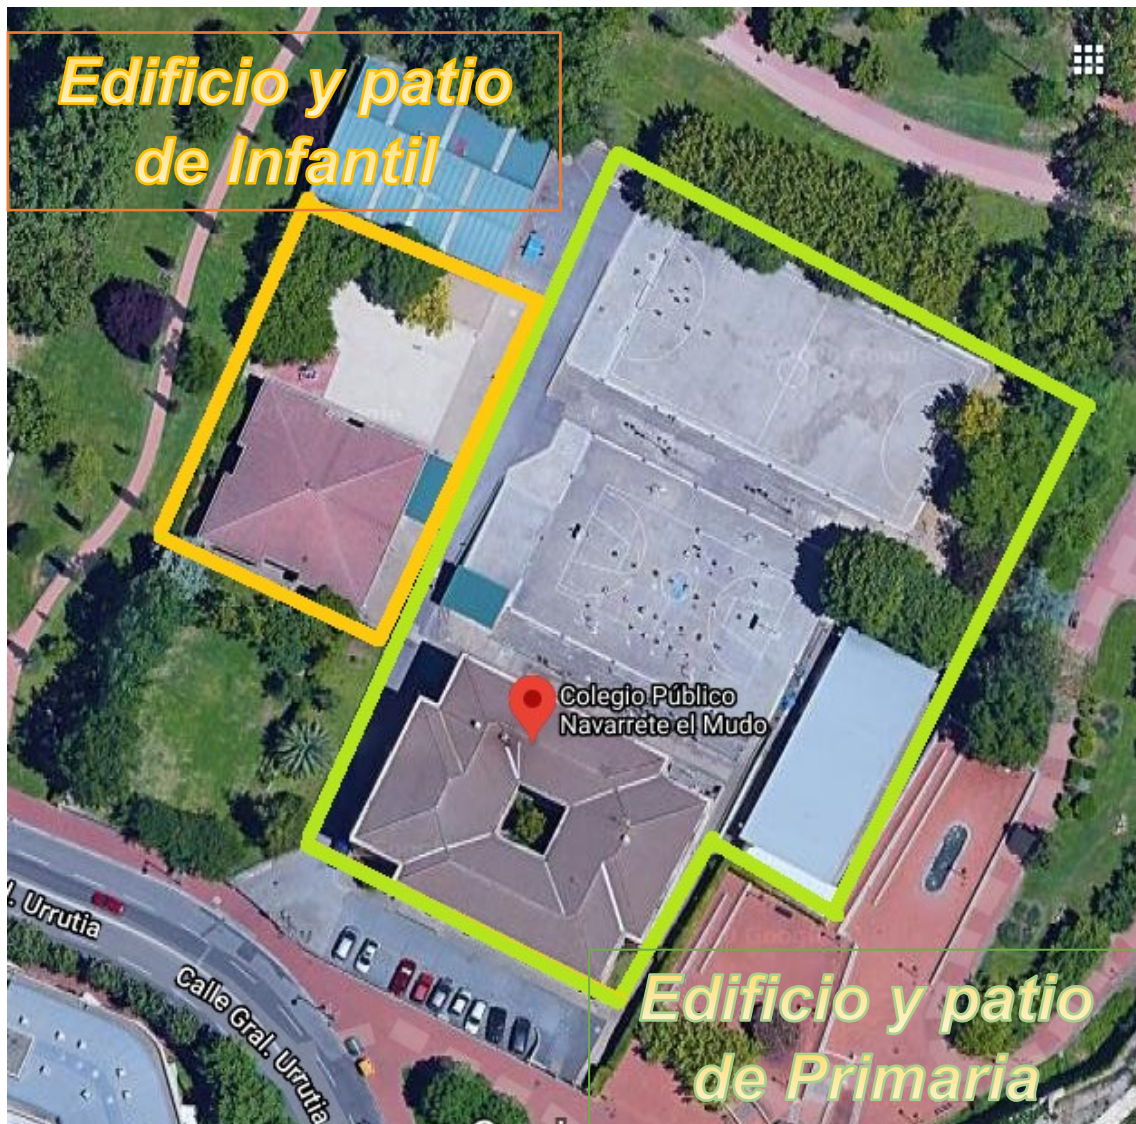 Edificio y patio
de Infantil
Colegio Público
Navarrete el Mudo
l. Urrutia
Calle Gral. Urrutia
Edificio y patio
de Primaria